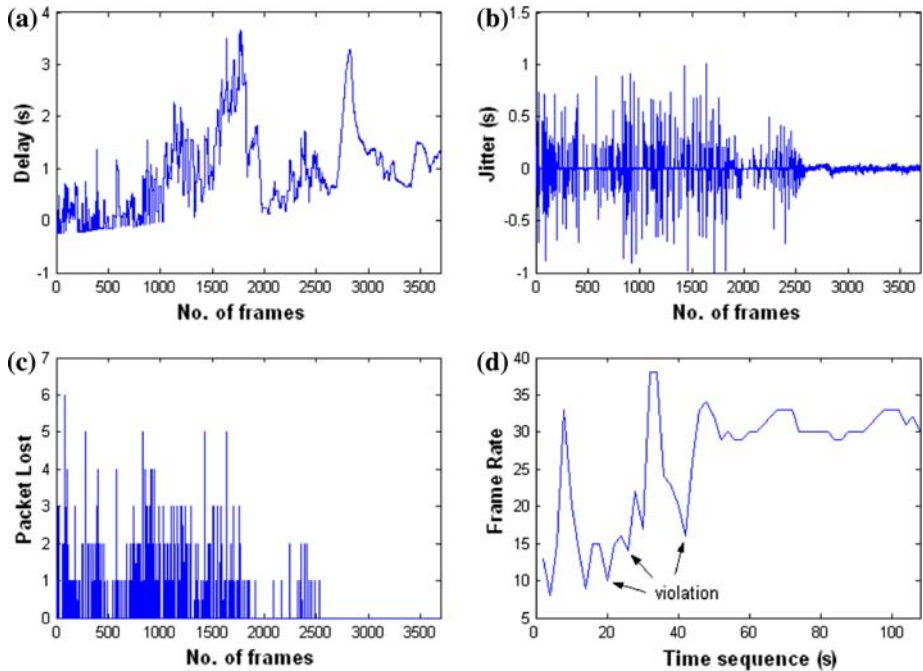 (a)
4
3
2
1
0
-1
Delay (s)
0 500 1000 1500 2000 2500 3000 3500
No. of frames
(b)
1.5
1
0.5
0
-0.5
-1
Jitter (s)
0 500 1000 1500 2000 2500 3000 3500
No. of frames
(c)
7
6
5
4
3
2
1
0
Packet Lost
0 500 1000 1500 2000 2500 3000 3500
No. of frames
(d)
40
35
30
25
20
15
10
5
Frame Rate
violation
0 20 40 60 80 100
Time sequence (s)